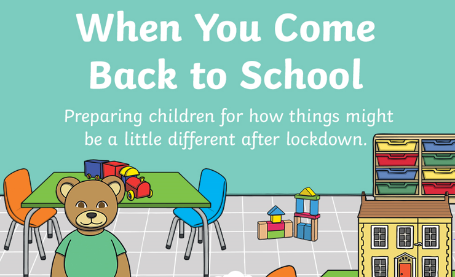 When You Come
Back to School
Preparing children for how things might
be a little different after lockdown.